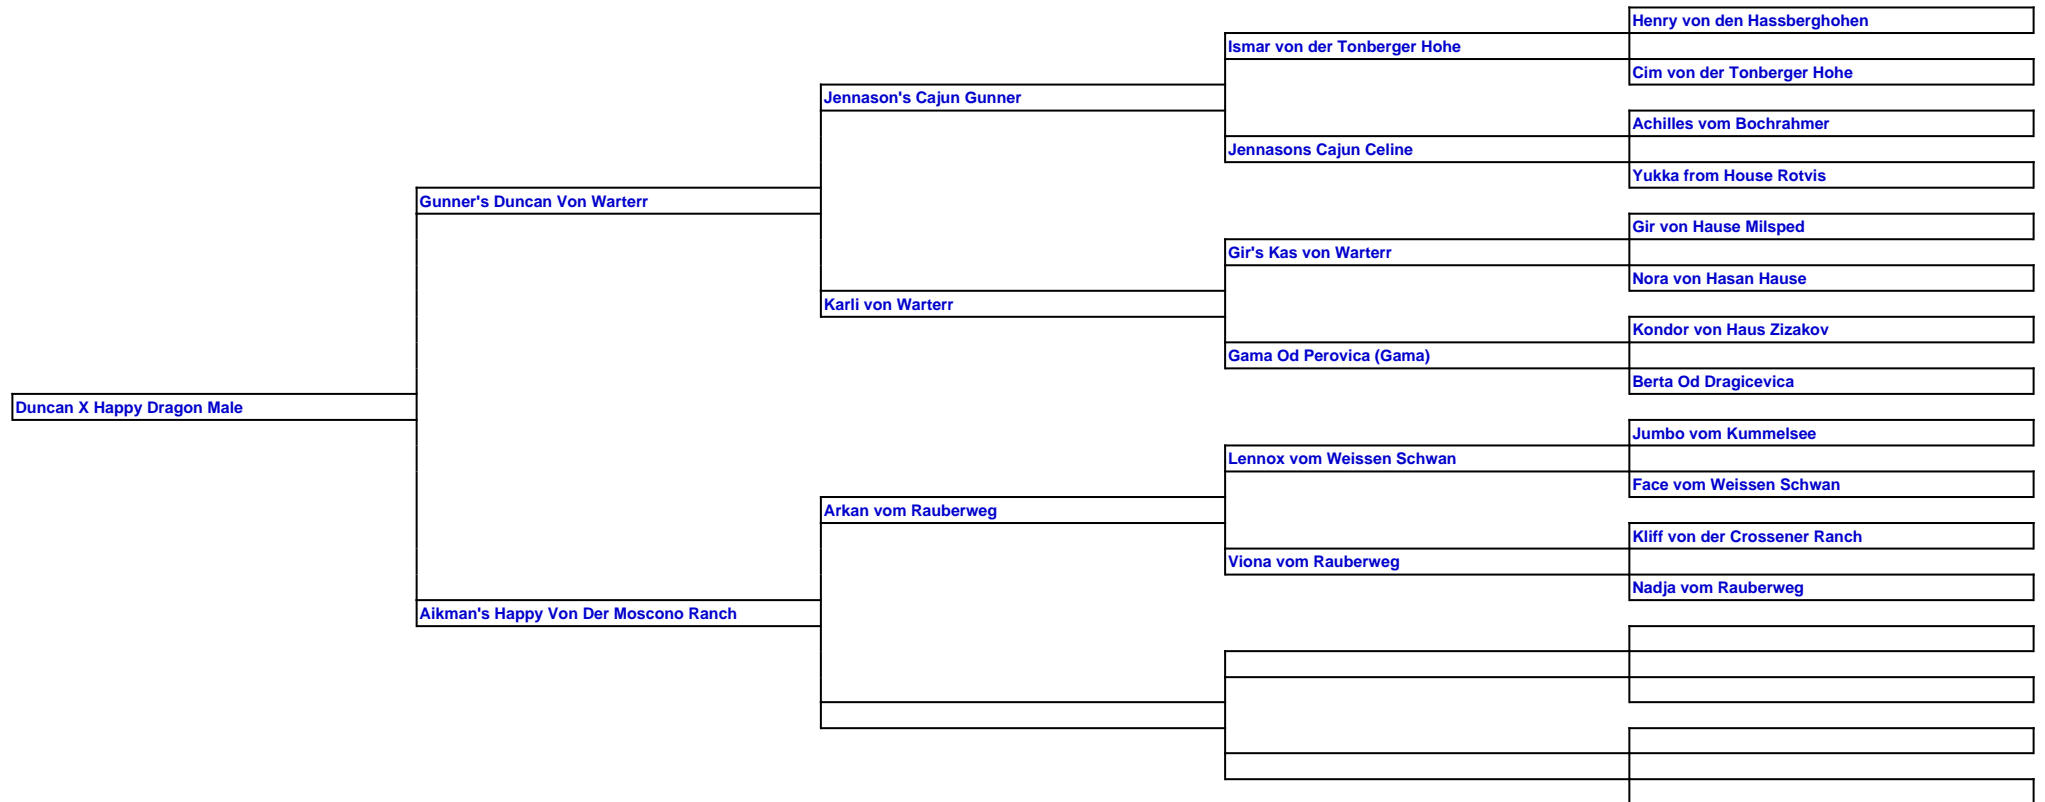 Henry von den Hassberghohen
Ismar von der Tonberger Hohe
Cim von der Tonberger Hohe
Jennason's Cajun Gunner
Achilles vom Bochrahmer
Jennasons Cajun Celine
Yukka from House Rotvis
Gunner's Duncan Von Warterr
Gir von Hause Milsped
Gir's Kas von Warterr
Nora von Hasan Hause
Karli von Warterr
Kondor von Haus Zizakov
Gama Od Perovica (Gama)
Berta Od Dragicevica
Duncan X Happy Dragon Male
Jumbo vom Kummelsee
Lennox vom Weissen Schwan
Face vom Weissen Schwan
Arkan vom Rauberweg
Kliff von der Crossener Ranch
Viona vom Rauberweg
Nadja vom Rauberweg
Aikman's Happy Von Der Moscono Ranch